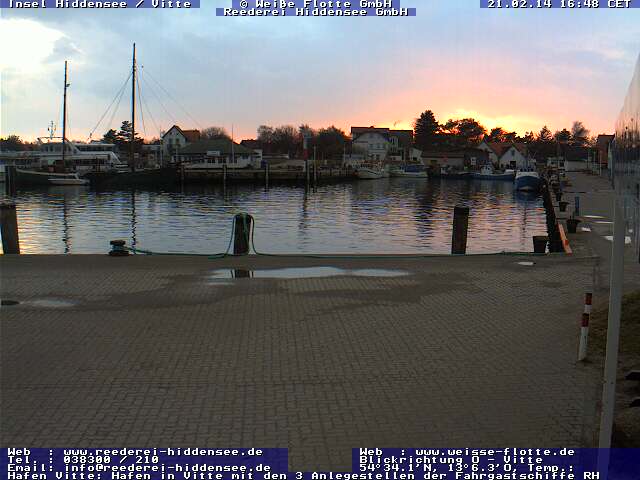 Insel Hiddensee / Vitte
© Weiße Flotte GmbH
21.02.14 16:48 CET
Reederei Hiddensee GmbH
Web : www.reederei-hiddensee.de
Web : www.weisse-flotte.de
Tel. : 038300 / 210
Blickrichtung O - Vitte
Email: info@reederei-hiddensee.de
54°34.1'N, 13°6.3'O, Temp.:
Hafen Vitte: Hafen in Vitte mit den 3 Anlegestellen der Fahrgastschiffe RH